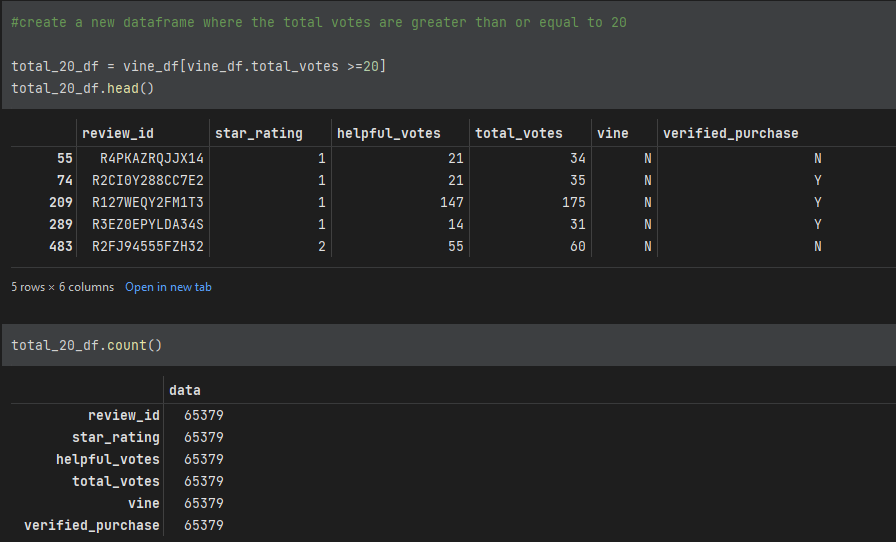 #create a new dataframe where the total votes are greater than or equal to 20
total_20_df = vine_df[vine_df.total_votes >=20]
total_20_df.head()
review_id star_rating helpful_votes total_votes vine verified_purchase
55 R4PKAZRQJJX14 1 21 34 N N
74 R2CI0Y288CC7E2 1 21 35 N Y
209 R127WEQY2FM1T3 1 147 175 N Y
289 R3EZ0EPYLDA34S 1 14 31 N Y
483 R2FJ94555FZH32 2 55 60 N N
5 rows × 6 columns Open in new tab
total_20_df.count()
data
review_id 65379
star_rating 65379
helpful_votes 65379
total_votes 65379
vine 65379
verified_purchase 65379